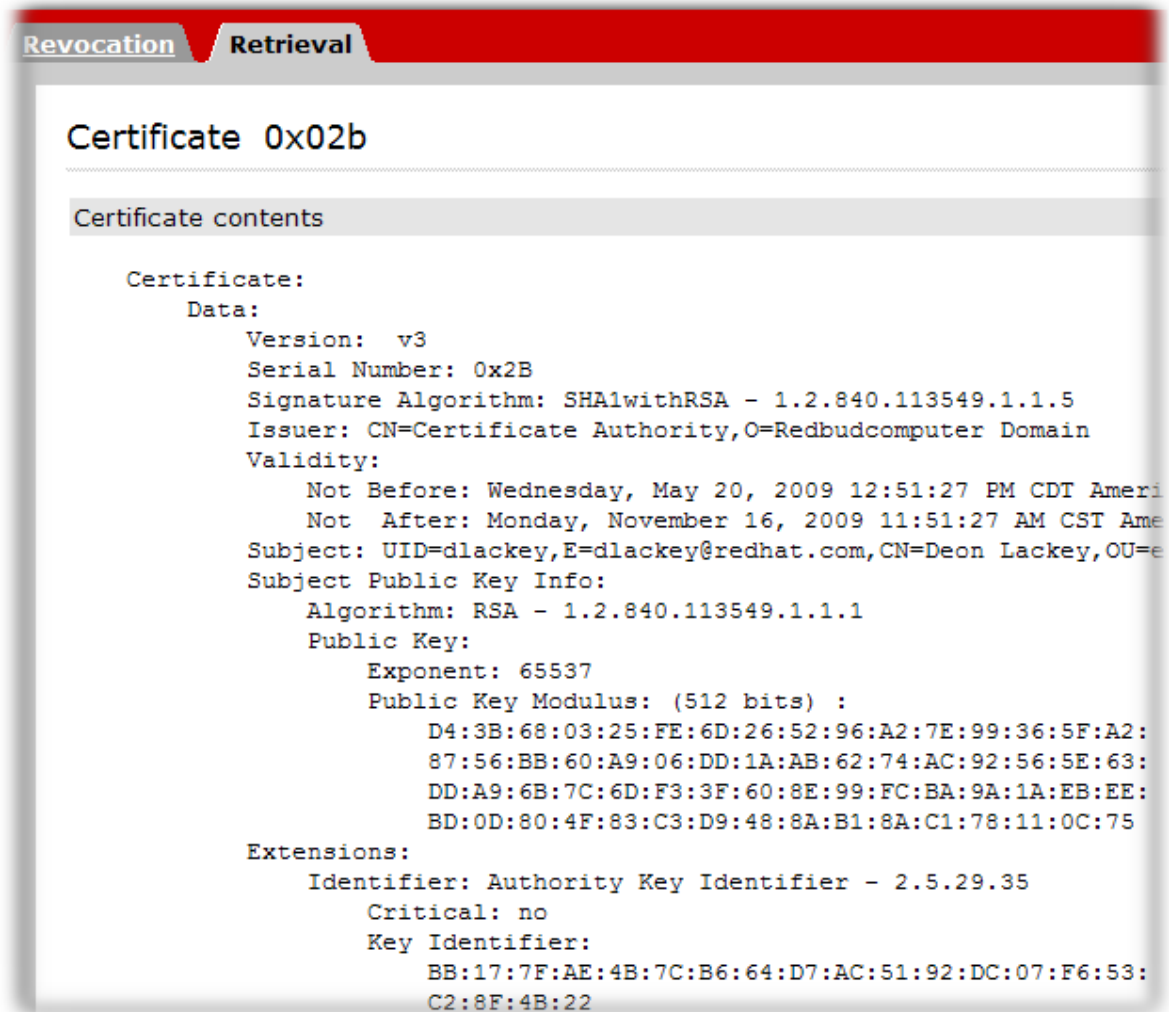 Revocation Retrieval
Certificate 0x02b
Certificate contents
Certificate:
Data:
Version: v3
Serial Number: 0x2B
Signature Algorithm: SHA1withRSA - 1.2.840.113549.1.1.5
Issuer: CN=Certificate Authority,O=Redbudcomputer Domain
Validity:
Not Before: Wednesday, May 20, 2009 12:51:27 PM CDT Ameri
Not After: Monday, November 16, 2009 11:51:27 AM CST Ame
Subject: UID=dlackey,E=dlackey@redhat.com,CN=Deon Lackey,OU=e
Subject Public Key Info:
Algorithm: RSA - 1.2.840.113549.1.1.1
Public Key:
Exponent: 65537
Public Key Modulus: (512 bits) :
D4:3B:68:03:25:FE:6D:26:52:96:A2:7E:99:36:5F:A2:
87:56:BB:60:A9:06:DD:1A:AB:62:74:AC:92:56:5E:63:
DD:A9:6B:7C:6D:F3:3F:60:8E:99:FC:BA:9A:1A:EB:EE:
BD:0D:80:4F:83:C3:D9:48:8A:B1:8A:C1:78:11:0C:75
Extensions:
Identifier: Authority Key Identifier - 2.5.29.35
Critical: no
Key Identifier:
BB:17:7F:AE:4B:7C:B6:64:D7:AC:51:92:DC:07:F6:53:
C2:8F:4B:22